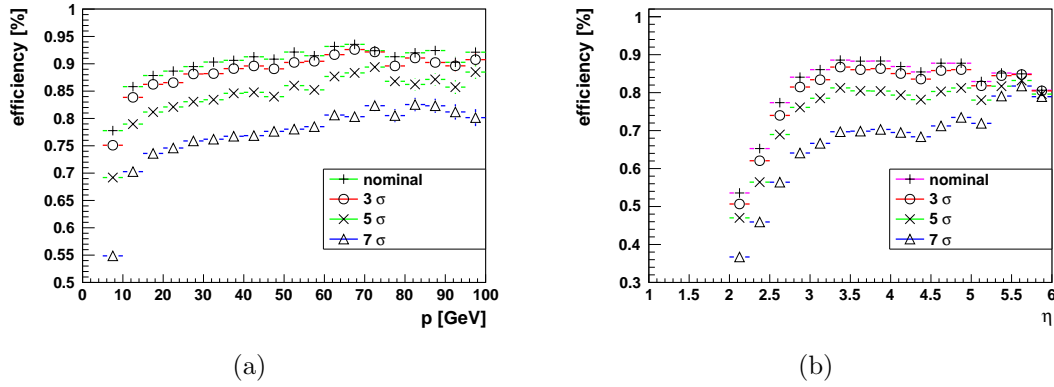 efficiency [%]
1
0.95
0.9
0.85
0.8
0.75
0.7
0.65
0.6
0.55
0.5
nominal
3 σ
5 σ
7 σ
0 10 20 30 40 50 60 70 80 90 100
p [GeV]
(a)
efficiency [%]
1
0.9
0.8
0.7
0.6
0.5
0.4
0.3
nominal
3 σ
5 σ
7 σ
1 1.5 2 2.5 3 3.5 4 4.5 5 5.5 6
η
(b)